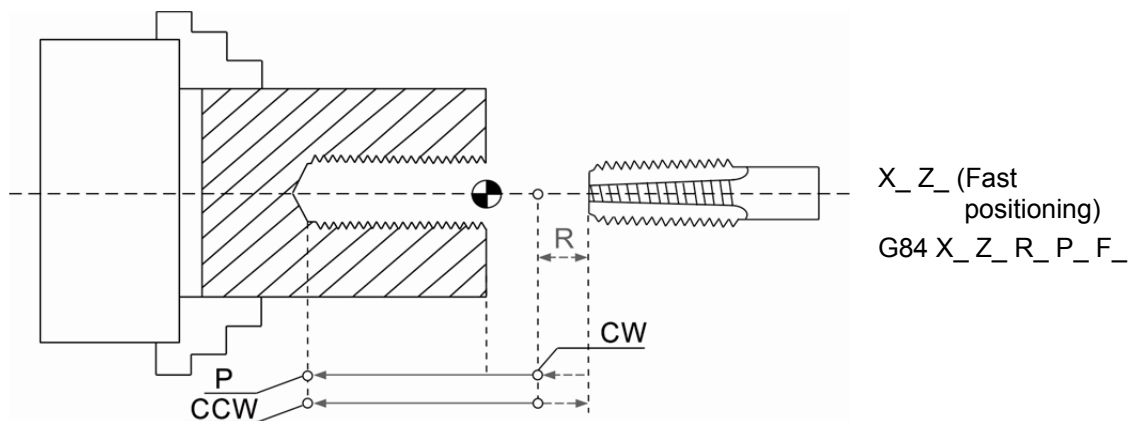 X_ Z_ (Fast
positioning)
G84 X_ Z_ R_ P_ F_
R
CW
P
CCW